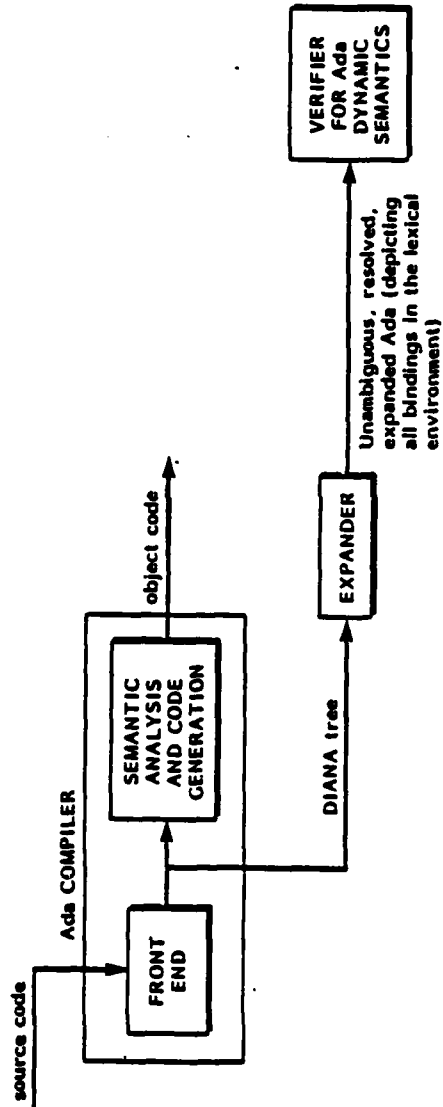 source code
Ada COMPILER
FRONT
END
SEMANTIC
ANALYSIS
AND CODE
GENERATION
object code
DIANA tree
EXPANDER
Unambiguous, resolved,
expanded Ada (depicting
all bindings in the lexical
environment)
VERIFIER
FOR Ada
DYNAMIC
SEMANTICS